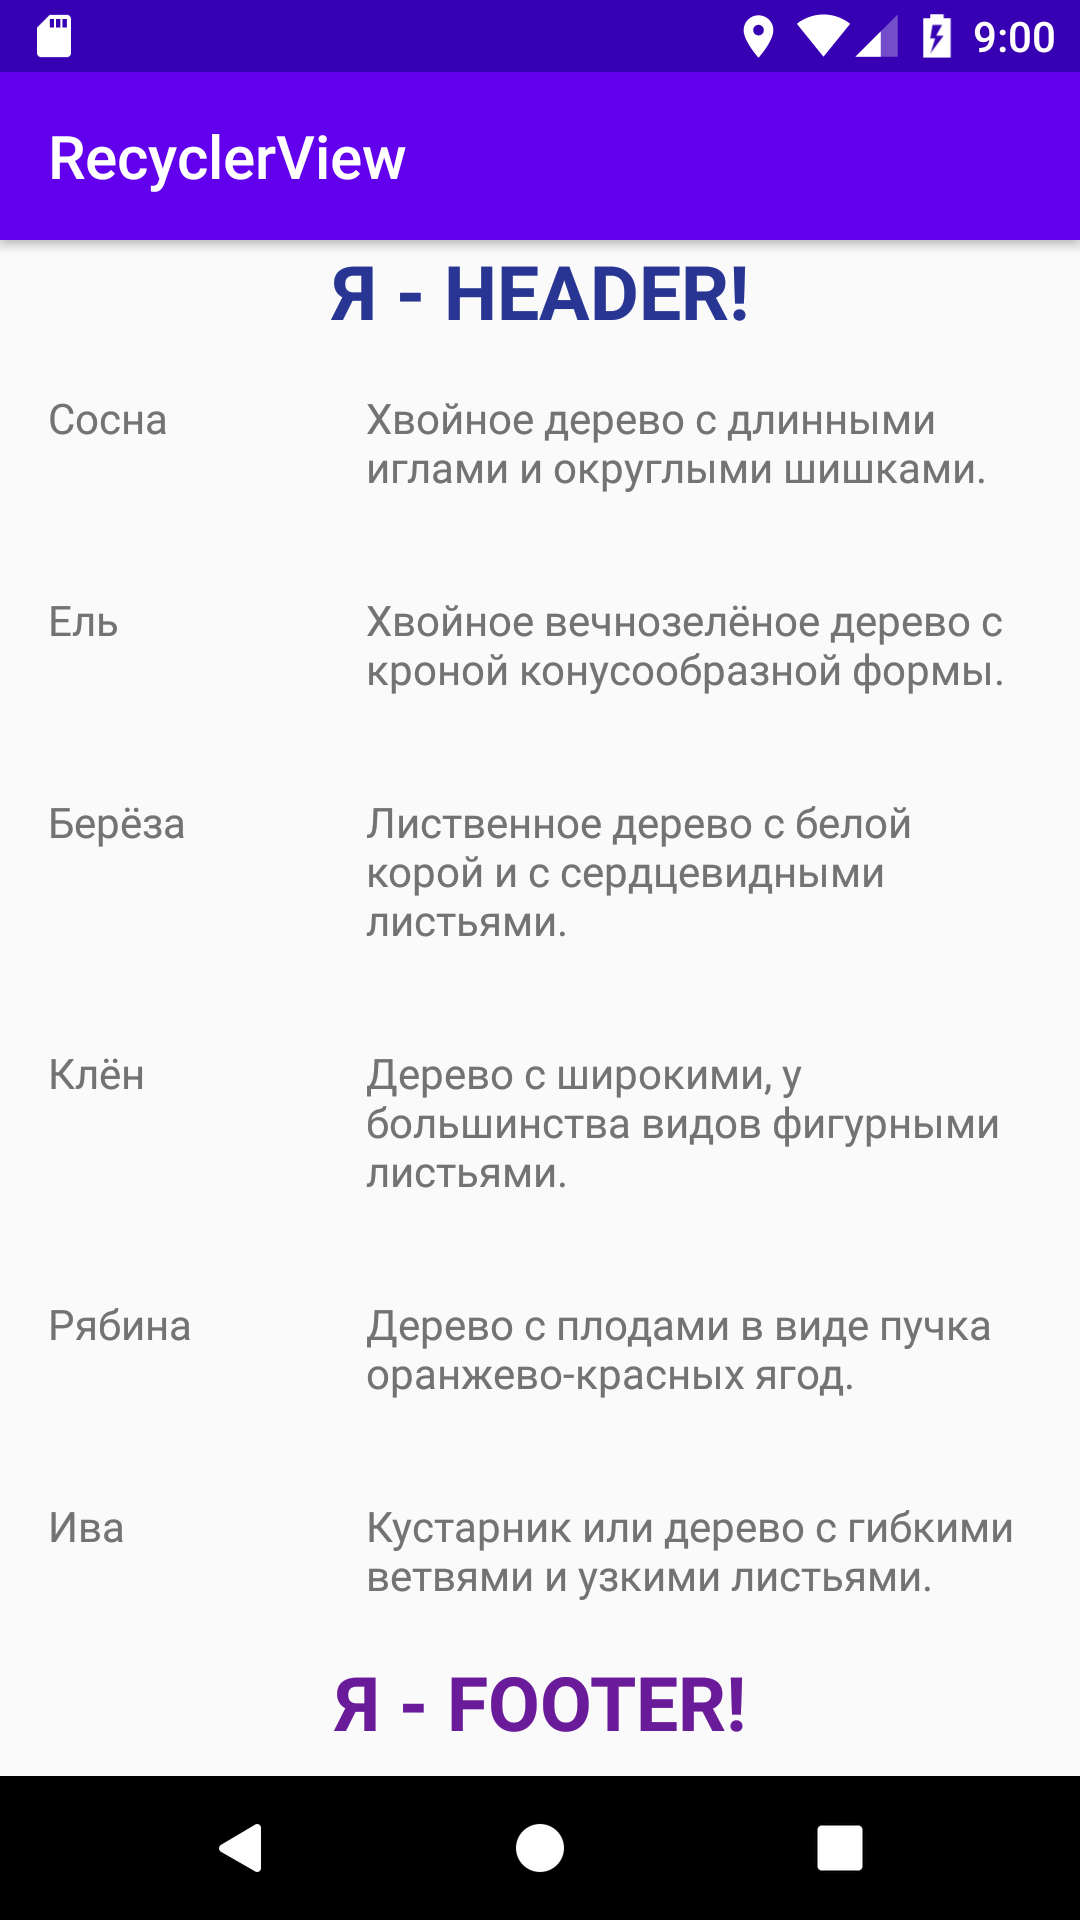 9:00
RecyclerView
Я - HEADER!
Сосна
Хвойное дерево с длинными
иглами и округлыми шишками.
Ель
Хвойное вечнозелёное дерево с
кроной конусообразной формы.
Берёза
Лиственное дерево с белой
корой и с сердцевидными
листьями.
Клён
Дерево с широкими, у
большинства видов фигурными
листьями.
Рябина
Дерево с плодами в виде пучка
оранжево-красных ягод.
Ива
Кустарник или дерево с гибкими
ветвями и узкими листьями.
Я - FOOTER!